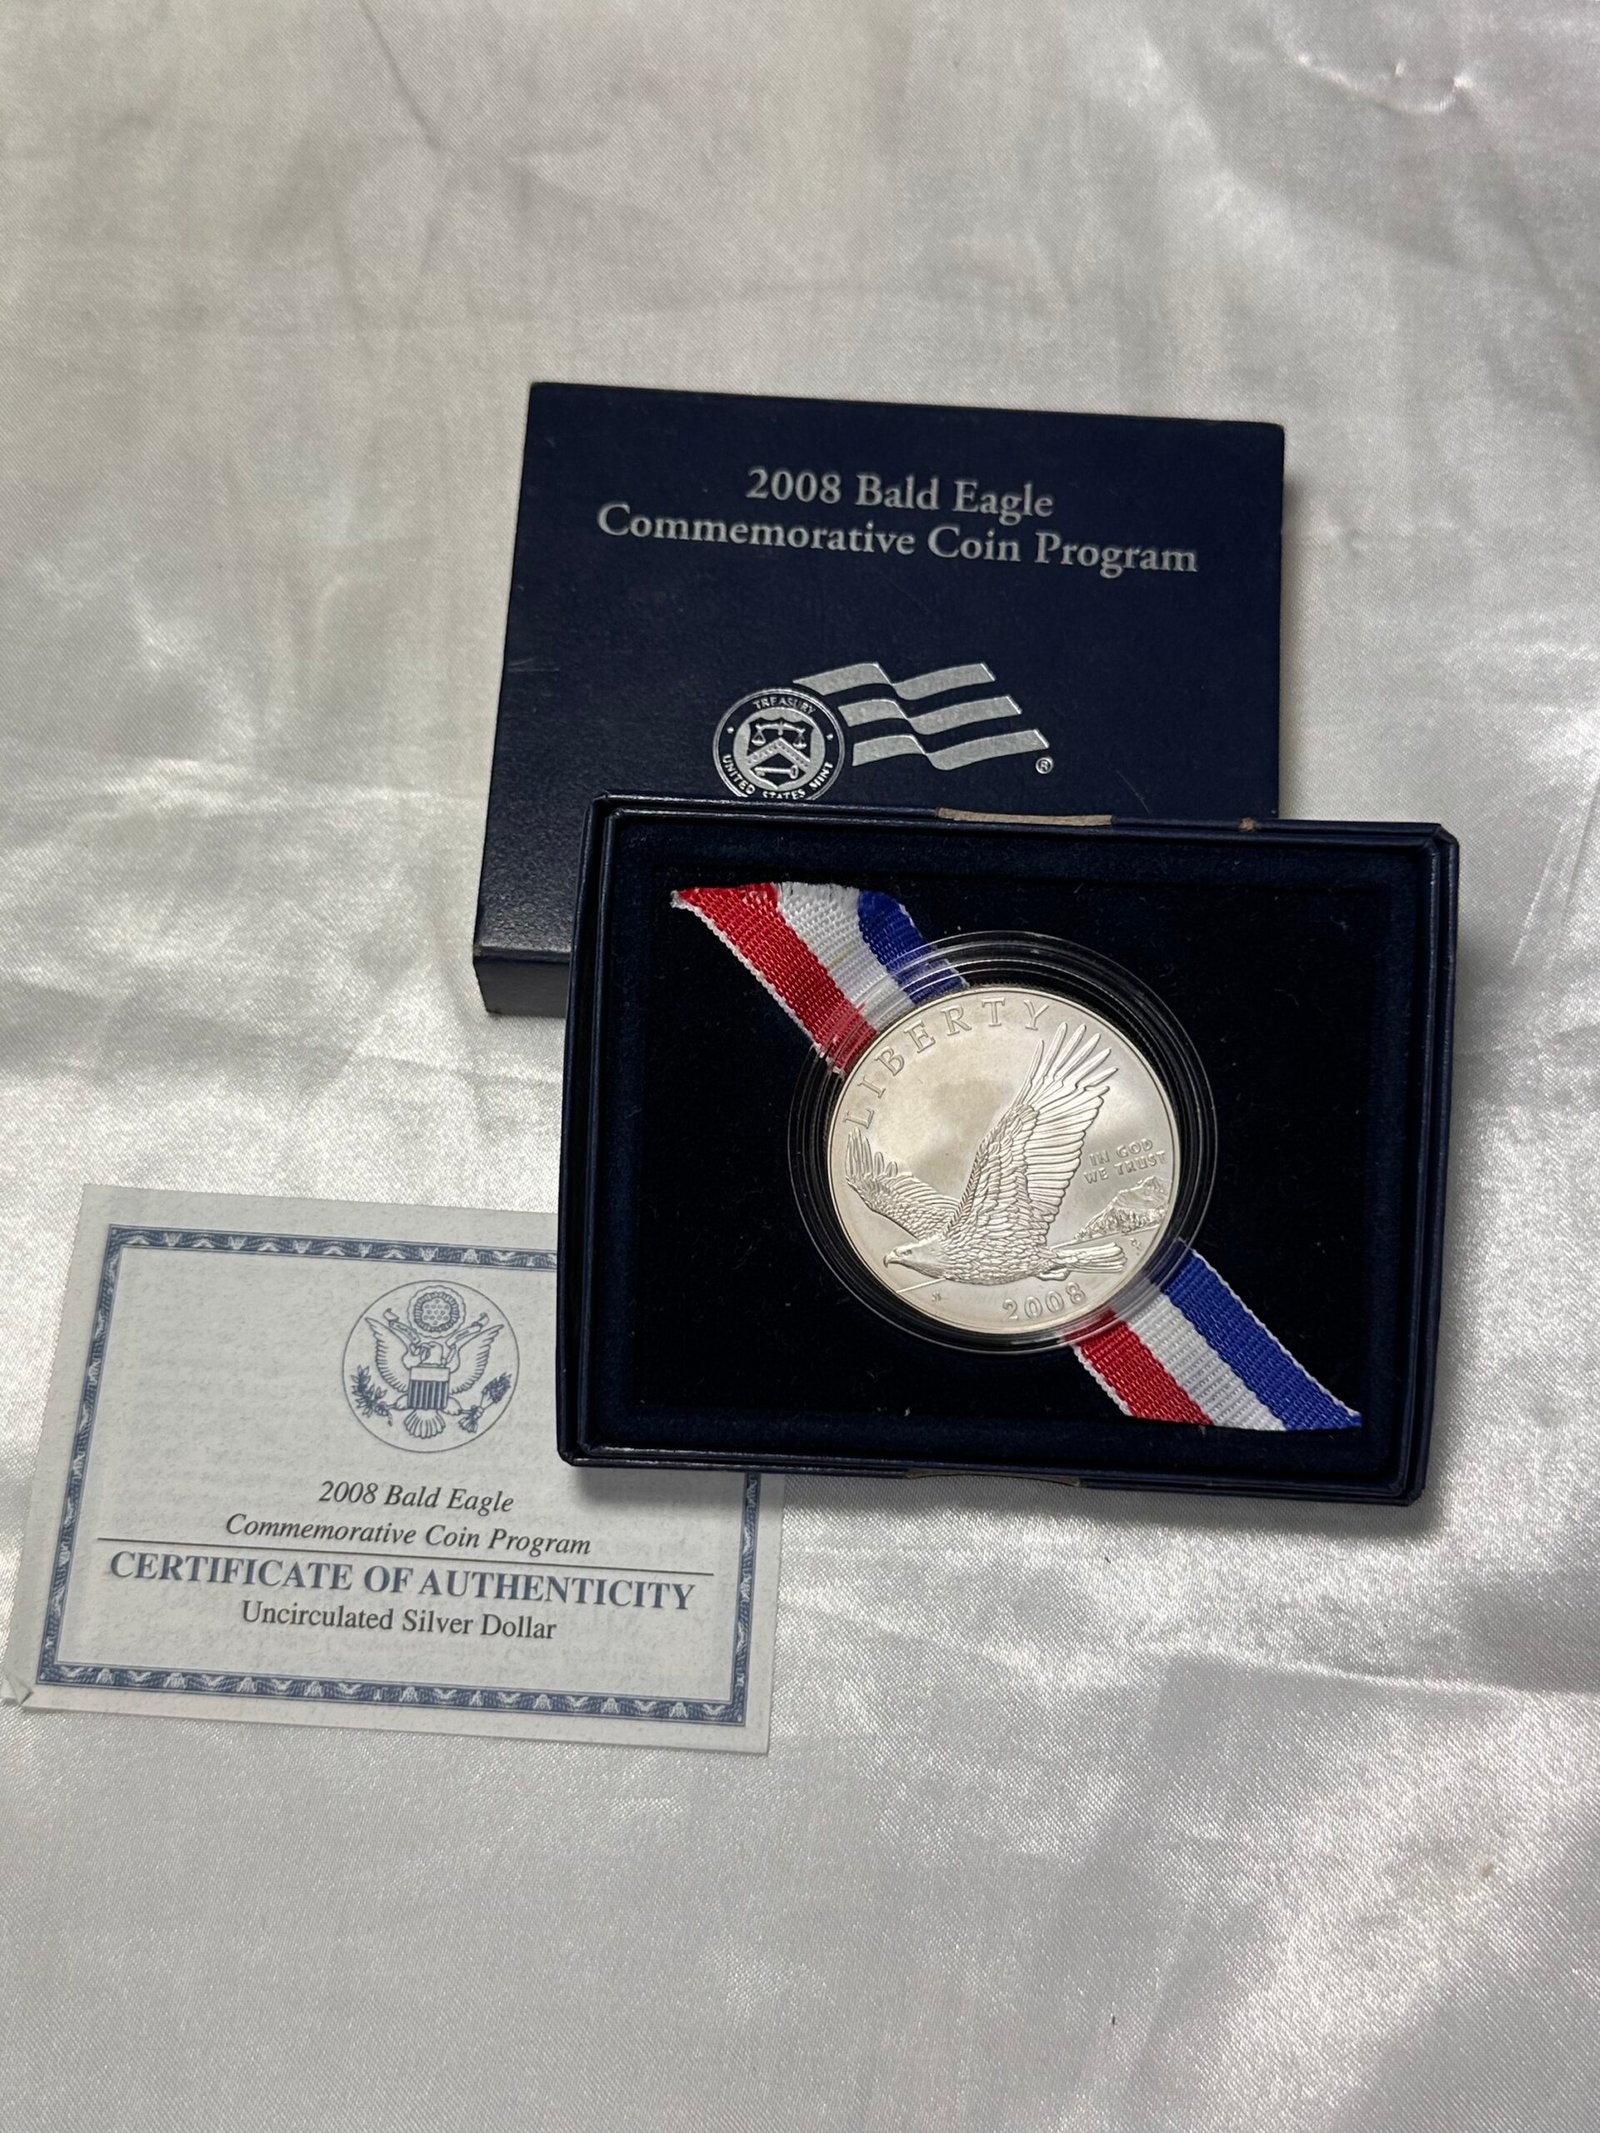 2008 Bald Eagle
Commemorative Coin Program
TREASURY
UNITED STATES MINT
®
LIBERTY
IN GOD
WE TRUST
2008
2008 Bald Eagle
Commemorative Coin Program
CERTIFICATE OF AUTHENTICITY
Uncirculated Silver Dollar